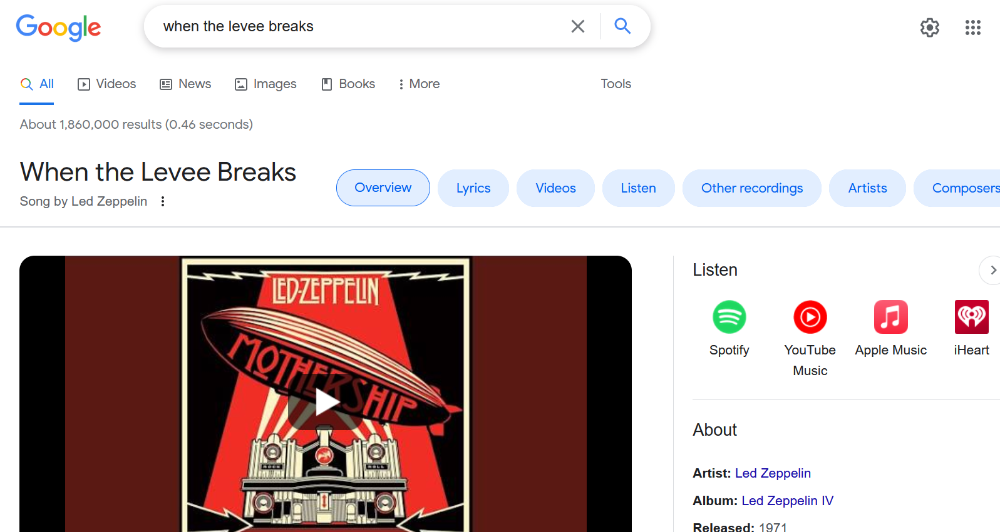 Google
when the levee breaks
All
Videos
News
Images
Books
More
Tools
About 1,860,000 results (0.46 seconds)
When the Levee Breaks
Song by Led Zeppelin
Overview
Lyrics
Videos
Listen
Other recordings
Artists
Composers
LED-ZEPPELIN
MOTHERSHIP
ROCK
ROLL
Listen
Spotify
YouTube
Music
Apple Music
iHeart
About
Artist: Led Zeppelin
Album: Led Zeppelin IV
Released: 1971